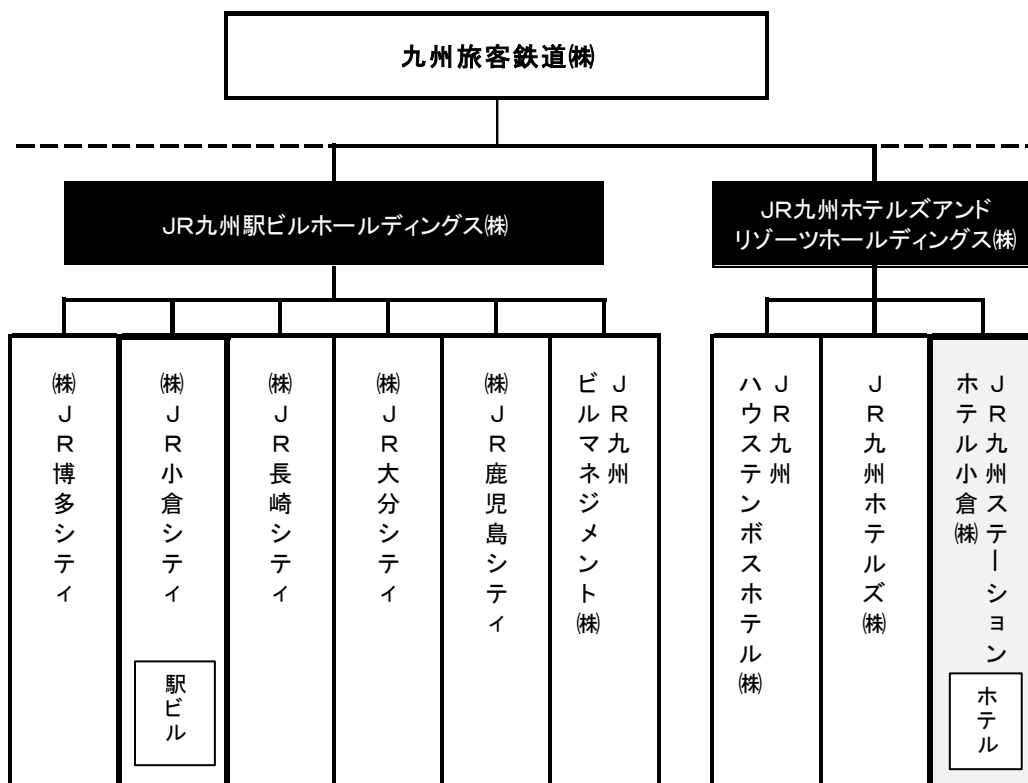 九州旅客鉄道㈱
JR九州駅ビルホールディングス㈱
JR九州ホテルズアンド
リゾーツホールディングス㈱
㈱JR博多シティ
㈱JR小倉シティ
駅ビル
㈱JR長崎シティ
㈱JR大分シティ
㈱JR鹿児島シティ
JR九州
ビルマネジメント㈱
JR九州
ハウステンボスホテル㈱
JR九州ホテルズ㈱
JR九州ステーション
ホテル小倉㈱
ホテル